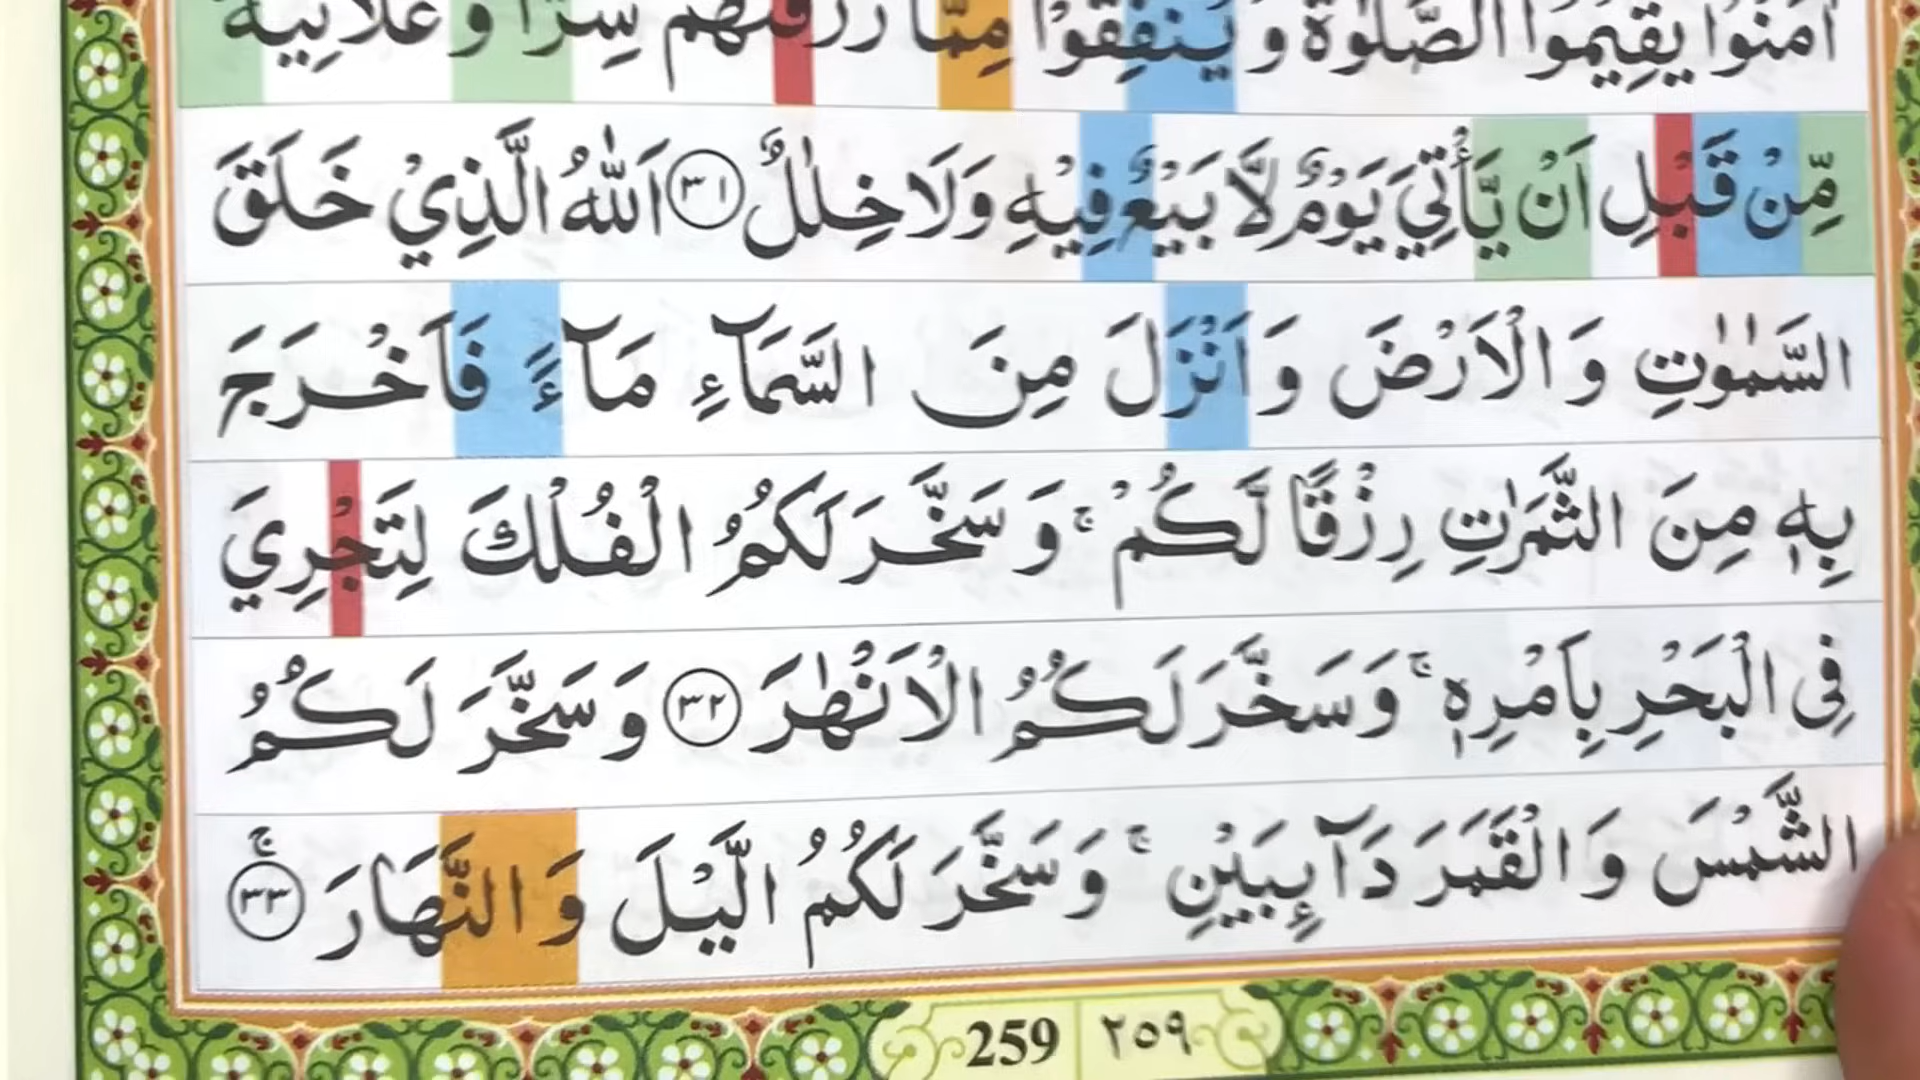 اٰمَنُوْا يُقِيْمُوا الصَّلٰوةَ وَ يُنْفِقُوْا مِمَّا رَزَقْنٰهُمْ سِرًّا وَّ عَلَانِيَةً
مِّنْ قَبْلِ اَنْ يَّأْتِيَ يَوْمٌ لَّا بَيْعٌ فِيْهِ وَلَا خِلٰلٌ ٣١ اَللّٰهُ الَّذِيْ خَلَقَ
السَّمٰوٰتِ وَ الْاَرْضَ وَ اَنْزَلَ مِنَ السَّمَآءِ مَآءً فَاَخْرَجَ
بِهٖ مِنَ الثَّمَرٰتِ رِزْقًا لَّكُمْ ۚ وَ سَخَّرَ لَكُمُ الْفُلْكَ لِتَجْرِيَ
فِى الْبَحْرِ بِاَمْرِهٖ ۚ وَ سَخَّرَ لَكُمُ الْاَنْهٰرَ ٣٢ وَ سَخَّرَ لَكُمُ
الشَّمْسَ وَ الْقَمَرَ دَآىِٕبَيْنِ ۚ وَ سَخَّرَ لَكُمُ الَّيْلَ وَ النَّهَارَ ۚ ٣٣
259 ٢٥٩